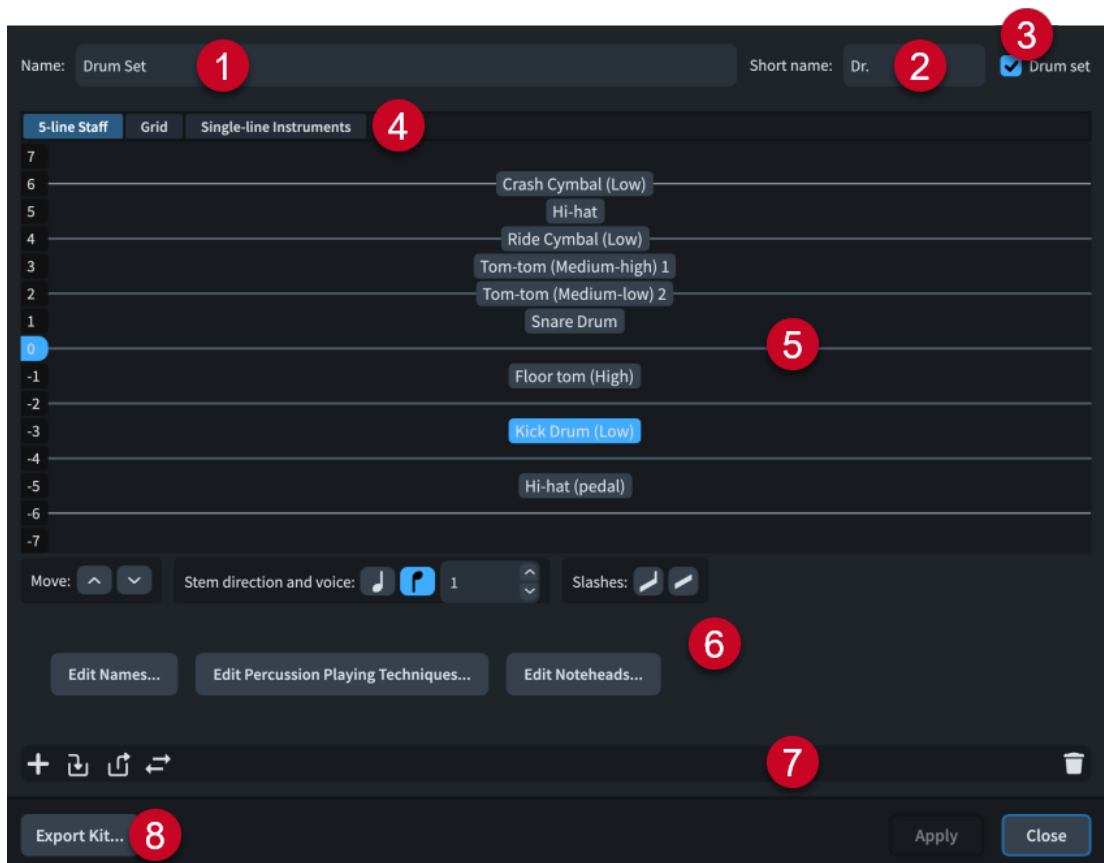 3
Name: Drum Set 1 Short name: Dr. 2 Drum set
5-line Staff Grid Single-line Instruments 4
7
6 Crash Cymbal (Low)
5 Hi-hat
4 Ride Cymbal (Low)
3 Tom-tom (Medium-high) 1
2 Tom-tom (Medium-low) 2
1 Snare Drum
0 5
-1 Floor tom (High)
-2
-3 Kick Drum (Low)
-4
-5 Hi-hat (pedal)
-6
-7
Move: Stem direction and voice: 1 Slashes:
6
Edit Names... Edit Percussion Playing Techniques... Edit Noteheads...
7
Export Kit... 8 Apply Close